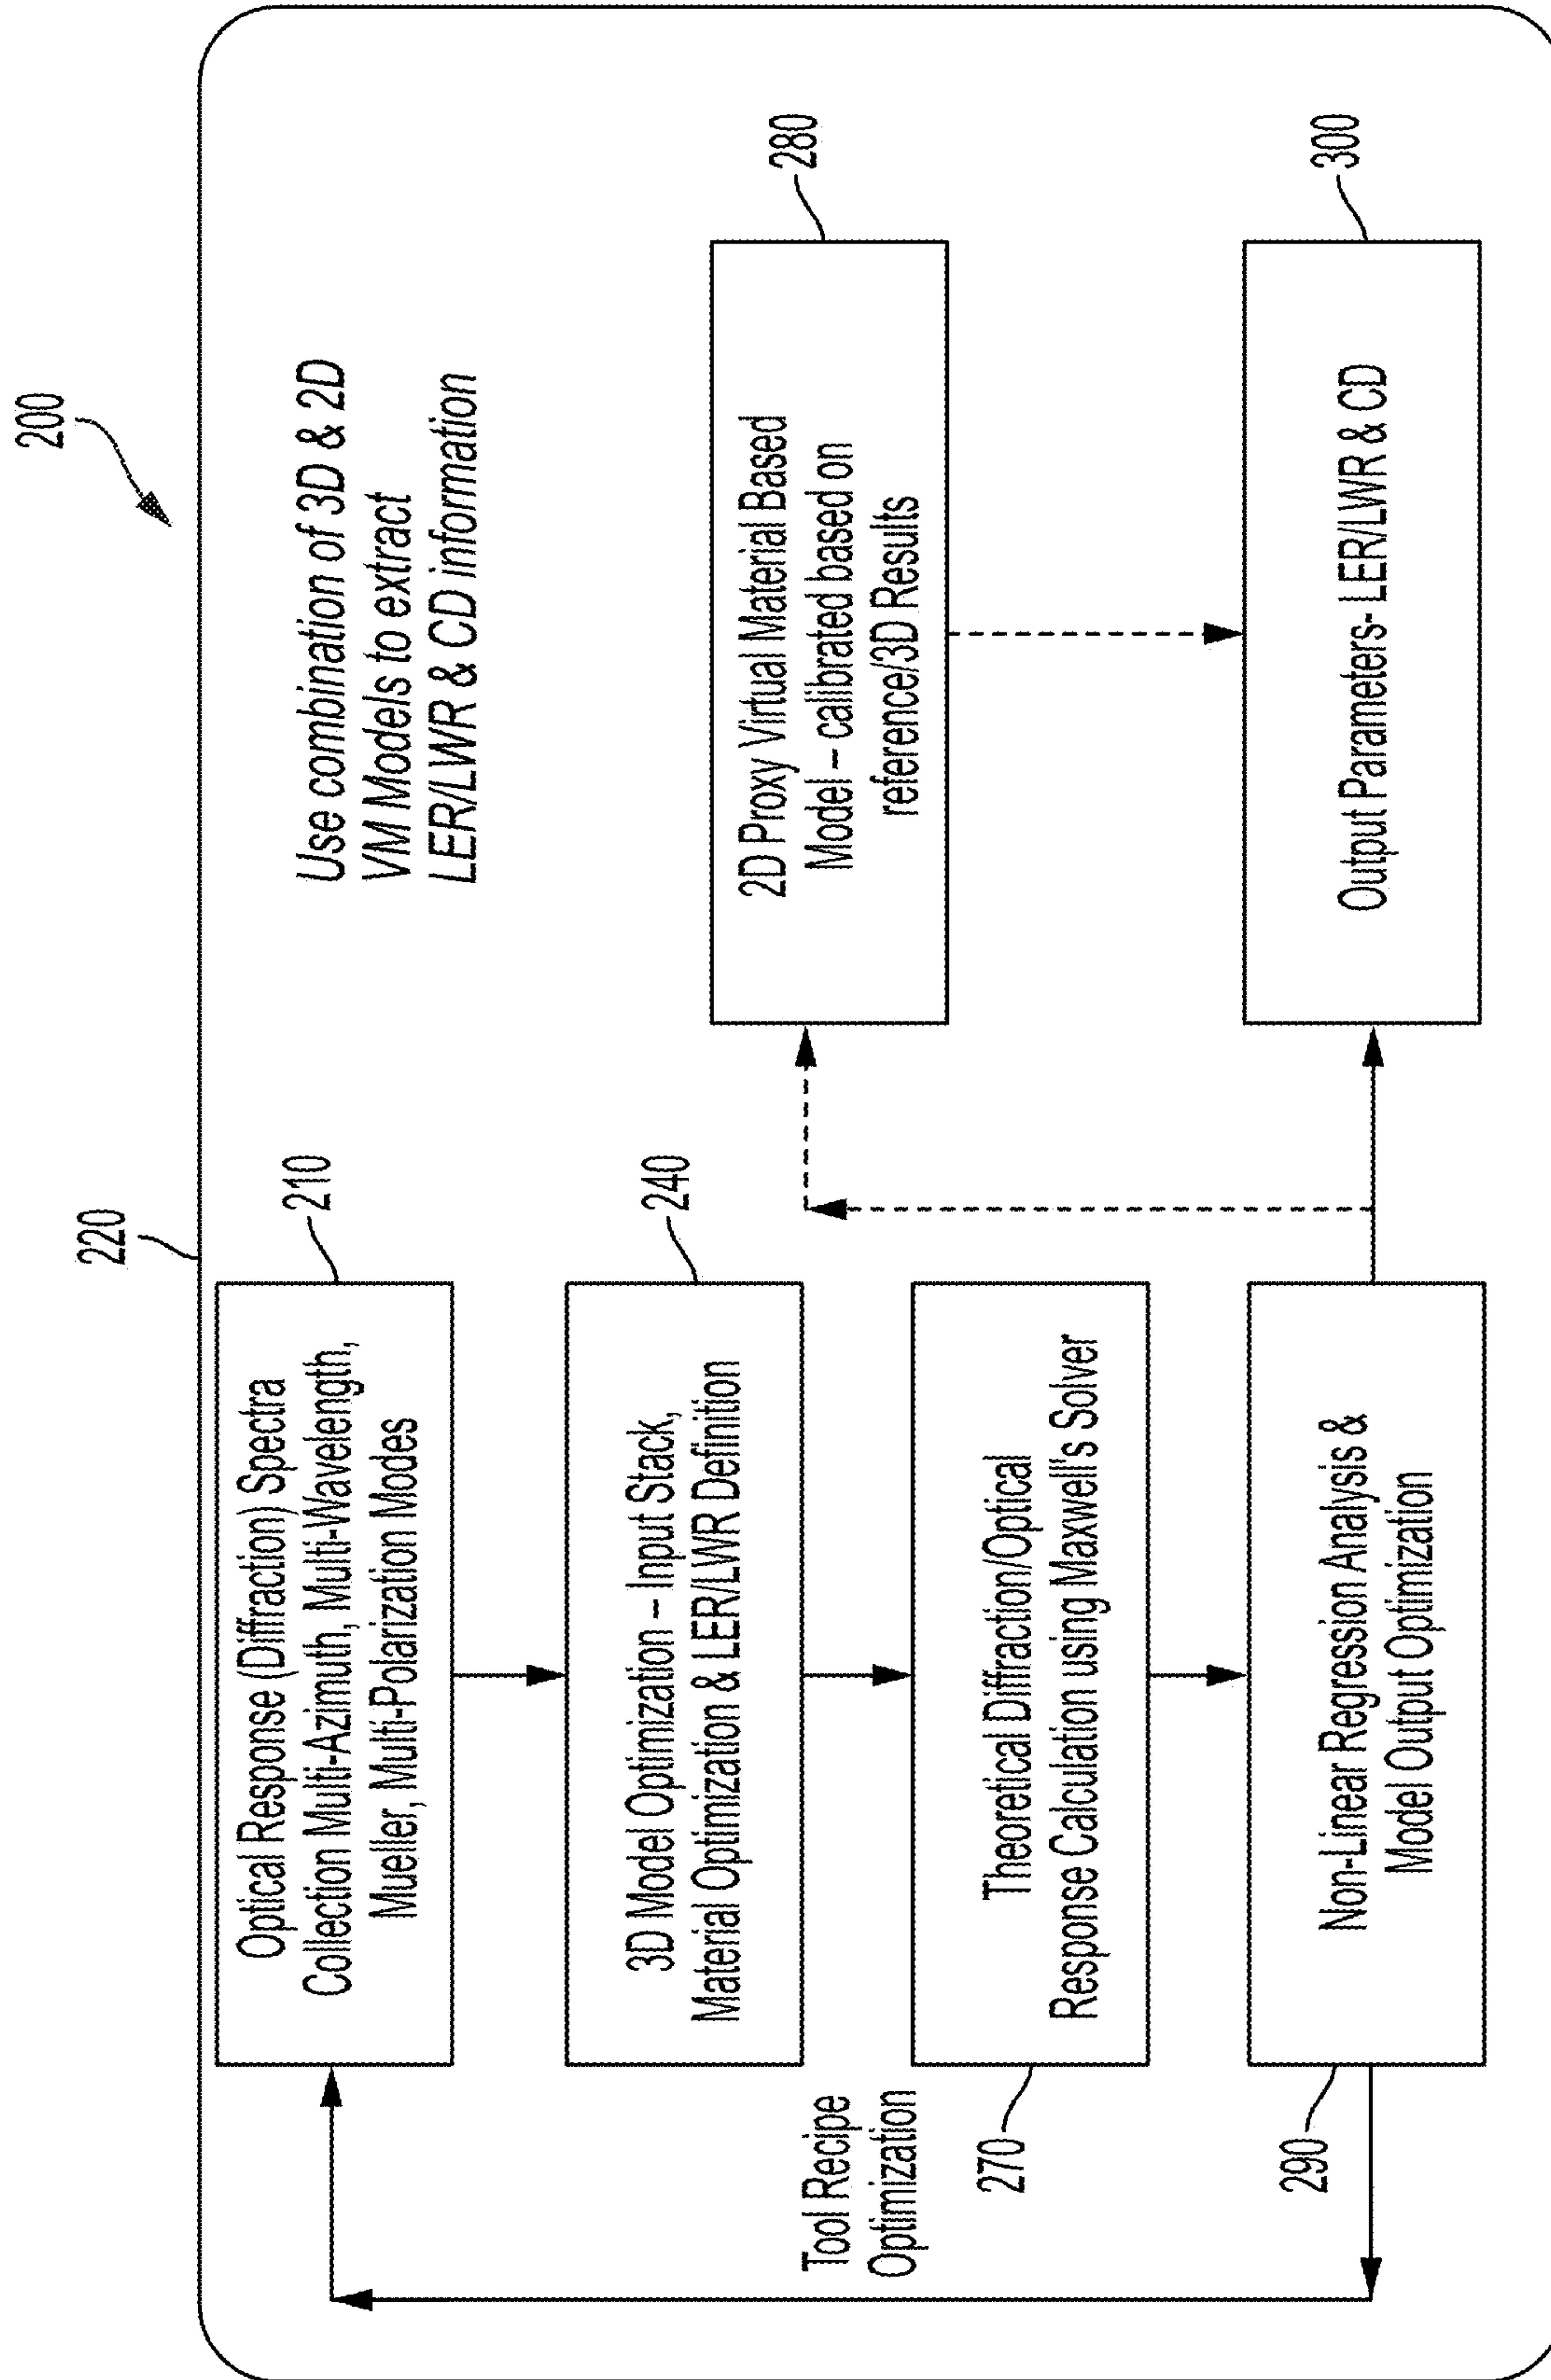 200
220
Use combination of 3D & 2D
VM Models to extract
LER/LWR & CD information
210
Optical Response (Diffraction) Spectra
Collection Multi-Azimuth, Multi-Wavelength,
Mueller, Multi-Polarization Modes
240
3D Model Optimization – Input Stack,
Material Optimization & LER/LWR Definition
280
2D Proxy Virtual Material Based
Model – calibrated based on
reference/3D Results
Tool Recipe
Optimization
270
Theoretical Diffraction/Optical
Response Calculation using Maxwell's Solver
290
Non-Linear Regression Analysis &
Model Output Optimization
300
Output Parameters- LER/LWR & CD